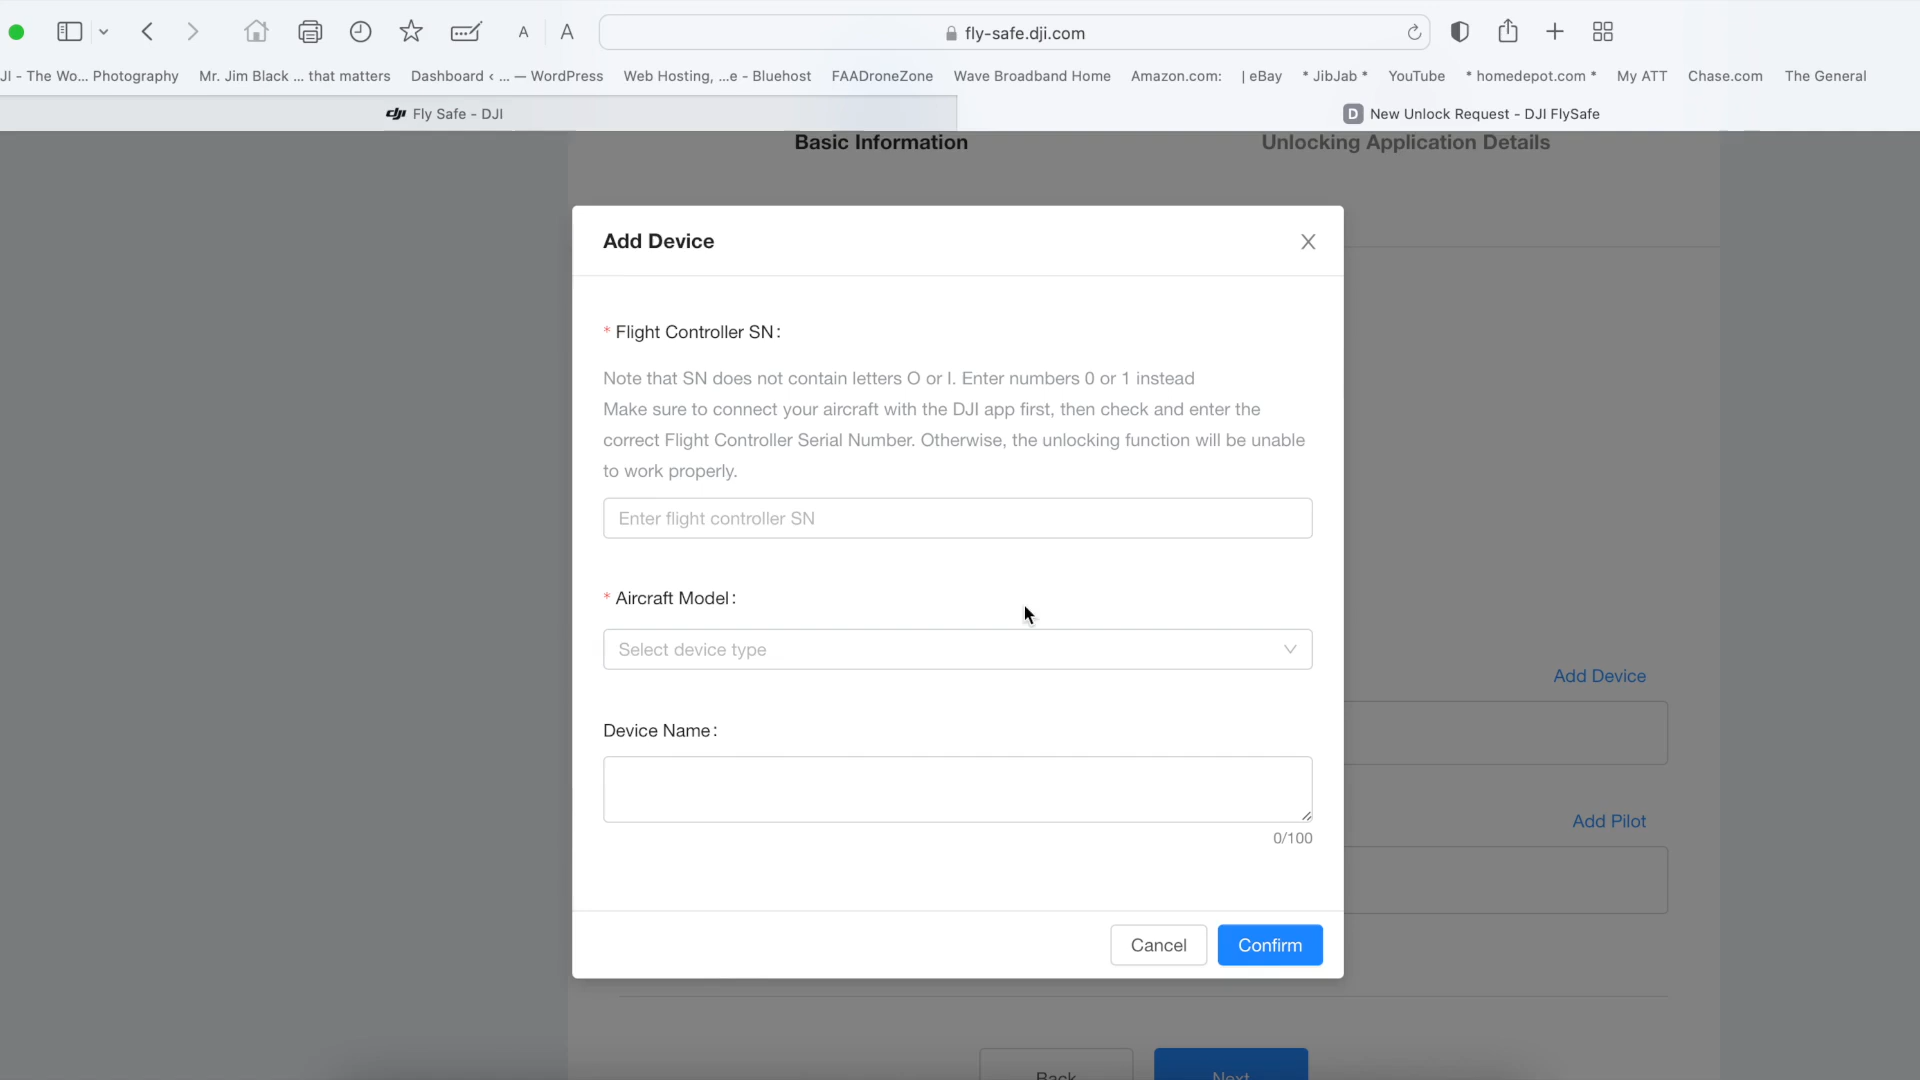 A A fly-safe.dji.com
JI - The Wo... Photography Mr. Jim Black ... that matters Dashboard < ... — WordPress Web Hosting, ...e - Bluehost FAADroneZone Wave Broadband Home Amazon.com: | eBay * JibJab * YouTube * homedepot.com * My ATT Chase.com The General
dji Fly Safe - DJI D New Unlock Request - DJI FlySafe
Basic Information Unlocking Application Details
Add Device
* Flight Controller SN:
Note that SN does not contain letters O or I. Enter numbers 0 or 1 instead
Make sure to connect your aircraft with the DJI app first, then check and enter the
correct Flight Controller Serial Number. Otherwise, the unlocking function will be unable
to work properly.
Enter flight controller SN
* Aircraft Model:
Select device type
Add Device
Device Name:
Add Pilot
0/100
Cancel Confirm
Back Next